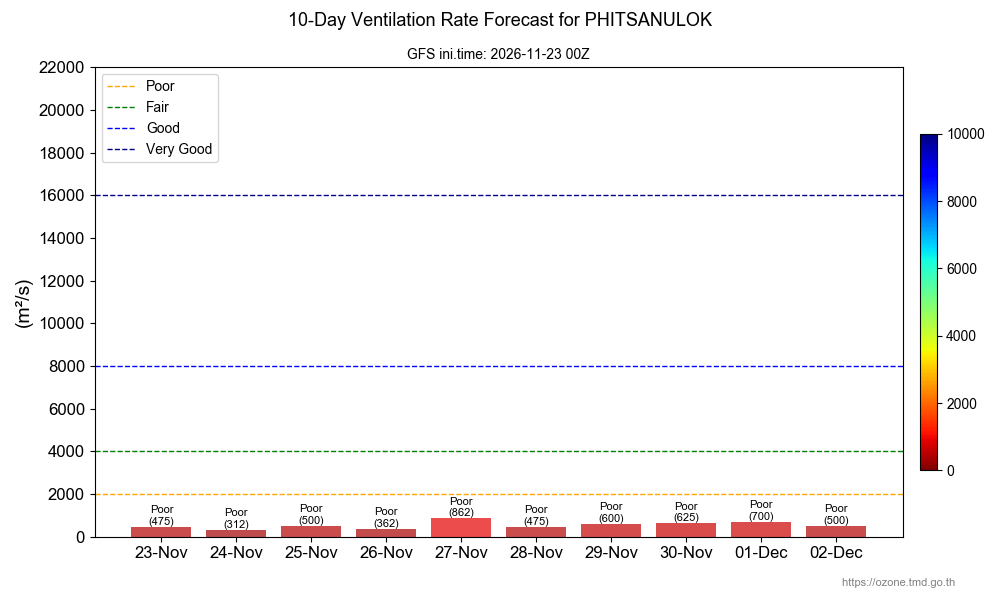 10-Day Ventilation Rate Forecast for PHITSANULOK
GFS ini.time: 2026-11-23 00Z
22000
20000
18000
16000
14000
12000
10000
8000
6000
4000
2000
0
(m²/s)
Poor
Fair
Good
Very Good
Poor
(475)
Poor
(312)
Poor
(500)
Poor
(362)
Poor
(862)
Poor
(475)
Poor
(600)
Poor
(625)
Poor
(700)
Poor
(500)
23-Nov 24-Nov 25-Nov 26-Nov 27-Nov 28-Nov 29-Nov 30-Nov 01-Dec 02-Dec
10000
8000
6000
4000
2000
0
https://ozone.tmd.go.th